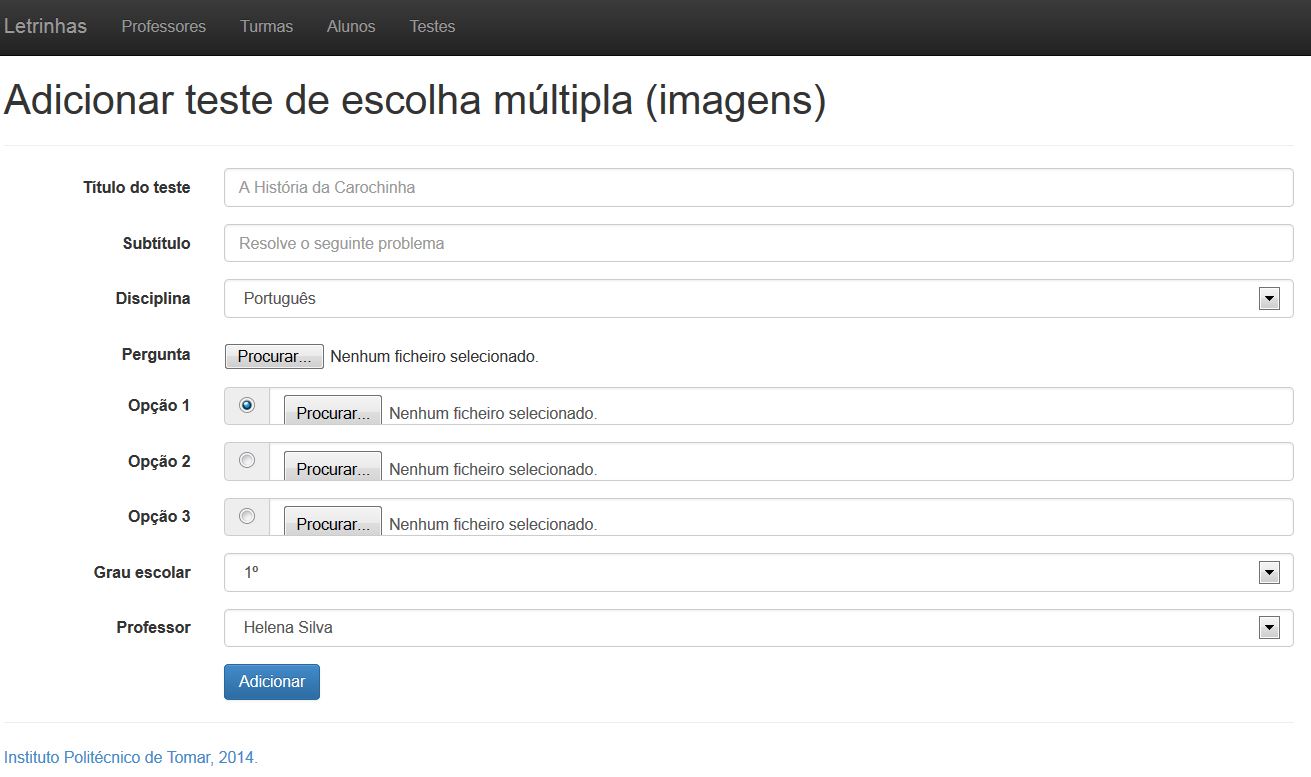 Letrinhas Professores Turmas Alunos Testes
Adicionar teste de escolha múltipla (imagens)
Título do teste A História da Carochinha
Subtítulo Resolve o seguinte problema
Disciplina Português
Pergunta Procurar... Nenhum ficheiro selecionado.
Opção 1 Procurar... Nenhum ficheiro selecionado.
Opção 2 Procurar... Nenhum ficheiro selecionado.
Opção 3 Procurar... Nenhum ficheiro selecionado.
Grau escolar 1º
Professor Helena Silva
Adicionar
Instituto Politécnico de Tomar, 2014.